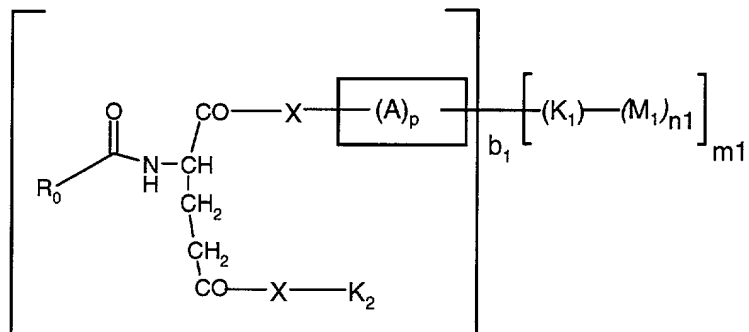 O CO X (A)p b1 (K1) (M1)n1 m1
R0 N H CH
CH2
CH2
CO X K2